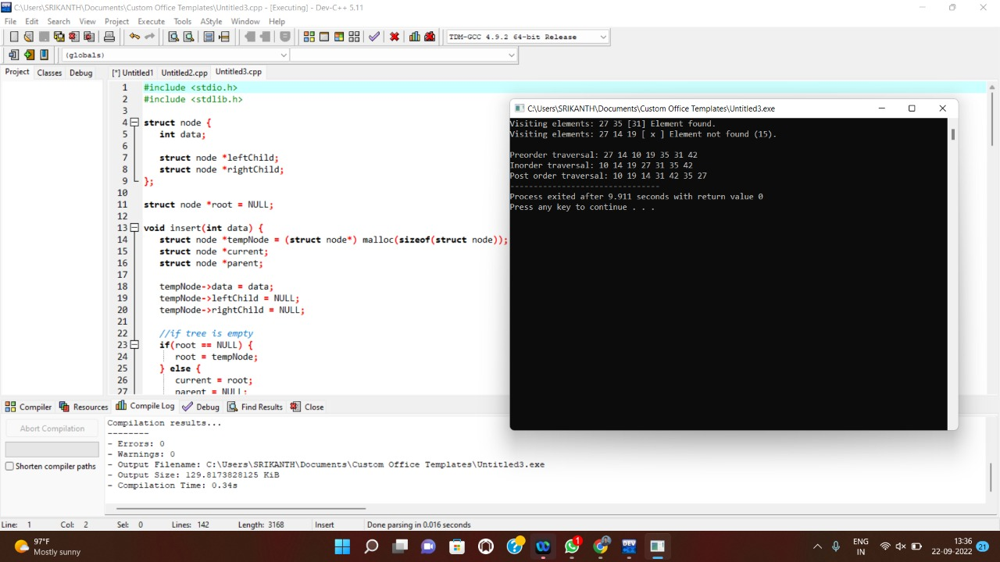 C:\Users\SRIKANTH\Documents\Custom Office Templates\Untitled3.cpp - [Executing] - Dev-C++ 5.11
File Edit Search View Project Execute Tools AStyle Window Help
TDM-GCC 4.9.2 64-bit Release
(globals)
Project Classes Debug [*] Untitled1 Untitled2.cpp Untitled3.cpp
1 #include <stdio.h>
2 #include <stdlib.h>
3
4 struct node {
5 int data;
6
7 struct node *leftChild;
8 struct node *rightChild;
9 };
10
11 struct node *root = NULL;
12
13 void insert(int data) {
14 struct node *tempNode = (struct node*) malloc(sizeof(struct node));
15 struct node *current;
16 struct node *parent;
17
18 tempNode->data = data;
19 tempNode->leftChild = NULL;
20 tempNode->rightChild = NULL;
21
22 //if tree is empty
23 if(root == NULL) {
24 root = tempNode;
25 } else {
26 current = root;
27 parent = NULL;
C:\Users\SRIKANTH\Documents\Custom Office Templates\Untitled3.exe
Visiting elements: 27 35 [31] Element found.
Visiting elements: 27 14 19 [ x ] Element not found (15).
Preorder traversal: 27 14 10 19 35 31 42
Inorder traversal: 10 14 19 27 31 35 42
Post order traversal: 10 19 14 31 42 35 27
--------------------------------
Process exited after 9.911 seconds with return value 0
Press any key to continue . . .
Compiler Resources Compile Log Debug Find Results Close
Abort Compilation
Shorten compiler paths
Compilation results...
--------
- Errors: 0
- Warnings: 0
- Output Filename: C:\Users\SRIKANTH\Documents\Custom Office Templates\Untitled3.exe
- Output Size: 129.8173828125 KiB
- Compilation Time: 0.34s
Line: 1 Col: 2 Sel: 0 Lines: 142 Length: 3168 Insert Done parsing in 0.016 seconds
97°F
Mostly sunny
1
DEV
ENG
IN
13:36
22-09-2022
21